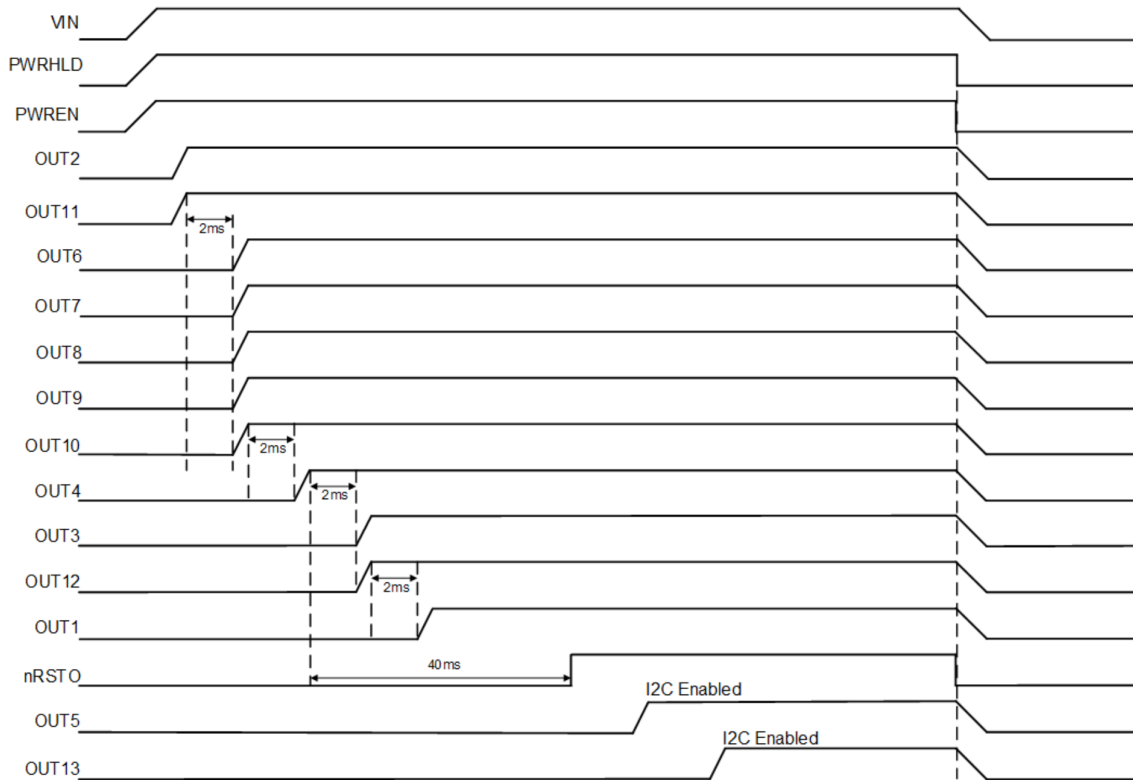 VIN
PWRHLD
PWREN
OUT2
OUT11
2ms
OUT6
OUT7
OUT8
OUT9
OUT10
2ms
OUT4
2ms
OUT3
OUT12
2ms
OUT1
nRSTO
40ms
I2C Enabled
OUT5
I2C Enabled
OUT13